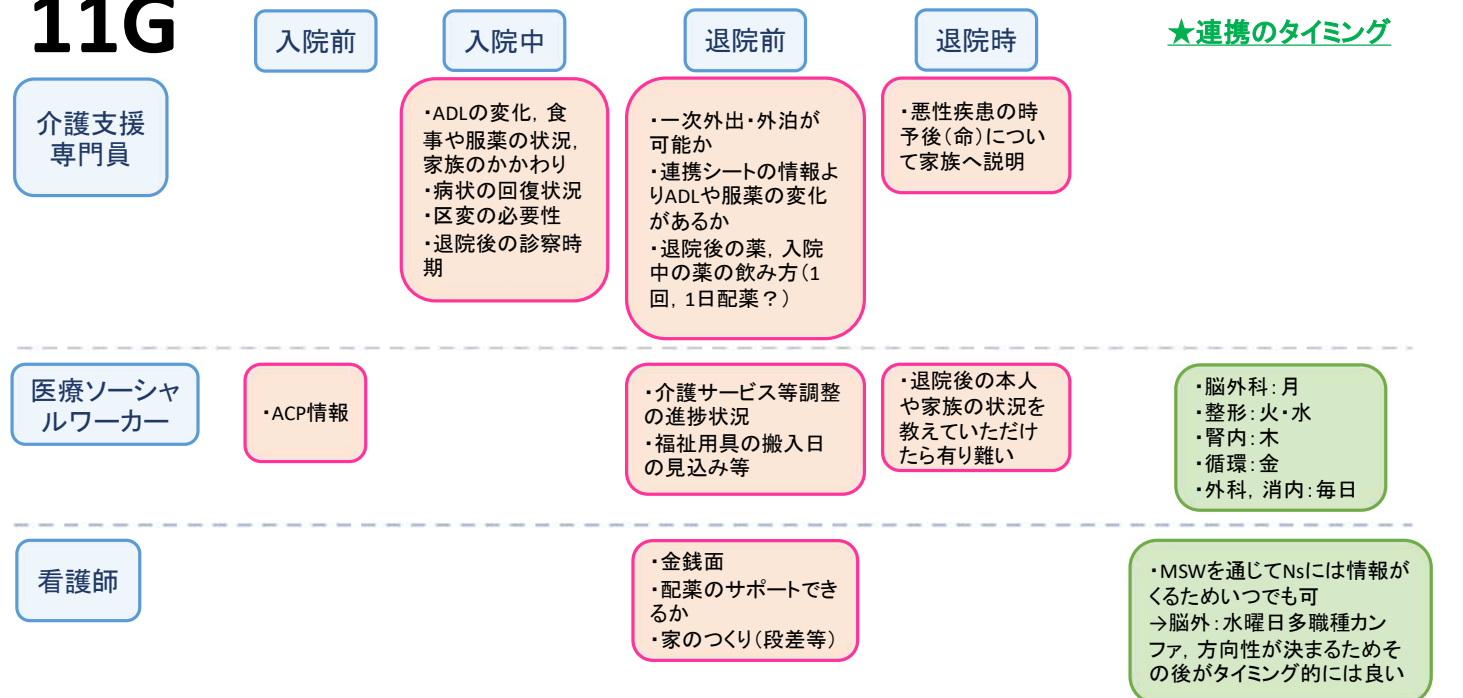 11G
入院前
入院中
退院前
退院時
★連携のタイミング
介護支援
専門員
・ADLの変化，食
事や服薬の状況，
家族のかかわり
・病状の回復状況
・区変の必要性
・退院後の診察時
期
・一次外出・外泊が
可能か
・連携シートの情報よ
りADLや服薬の変化
があるか
・退院後の薬，入院
中の薬の飲み方（1
回，1日配薬？）
・悪性疾患の時
予後（命）につい
て家族へ説明
医療ソーシャ
ルワーカー
・ACP情報
・介護サービス等調整
の進捗状況
・福祉用具の搬入日
の見込み等
・退院後の本人
や家族の状況を
教えていただけ
たら有り難い
・脳外科：月
・整形：火・水
・腎内：木
・循環：金
・外科，消内：毎日
看護師
・金銭面
・配薬のサポートでき
るか
・家のつくり（段差等）
・MSWを通じてNsには情報が
くるためいつでも可
→脳外：水曜日多職種カン
ファ，方向性が決まるためそ
の後がタイミング的には良い